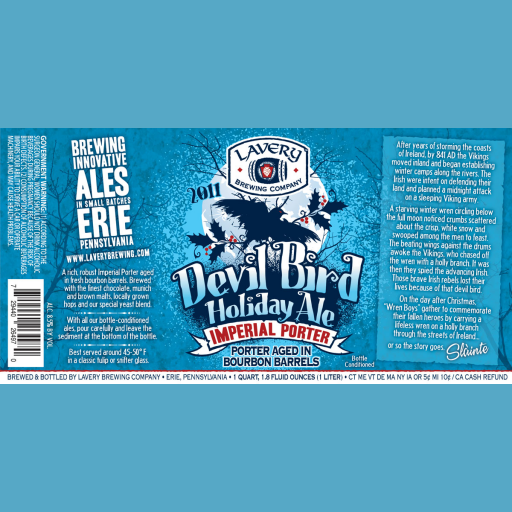 GOVERNMENT WARNING: (1) ACCORDING TO THE
SURGEON GENERAL, WOMEN SHOULD NOT DRINK ALCOHOLIC
BEVERAGES DURING PREGNANCY BECAUSE OF THE RISK OF
BIRTH DEFECTS. (2) CONSUMPTION OF ALCOHOLIC BEVERAGES
IMPAIRS YOUR ABILITY TO DRIVE A CAR OR OPERATE
MACHINERY, AND MAY CAUSE HEALTH PROBLEMS.
BREWING
INNOVATIVE
ALES
IN SMALL BATCHES
ERIE
PENNSYLVANIA
WWW.LAVERYBREWING.COM
A rich, robust Imperial Porter aged
in fresh bourbon barrels. Brewed
with the finest chocolate, munich
and brown malts, locally grown
hops and our special yeast blend.
With all our bottle-conditioned
ales, pour carefully and leave the
sediment at the bottom of the bottle.
Best served around 45-50° F
in a classic tulip or snifter glass.
LAVERY
BREWING COMPANY
2011
Devil Bird
Holiday Ale
IMPERIAL PORTER
PORTER AGED IN
BOURBON BARRELS
Bottle
Conditioned
After years of storming the coasts
of Ireland, by 841 AD the Vikings
moved inland and began establishing
winter camps along the rivers. The
Irish were intent on defending their
land and planned a midnight attack
on a sleeping Viking army.
A starving winter wren circling below
the full moon noticed crumbs scattered
about the crisp, white snow and
swooped among the men to feast.
The beating wings against the drums
awoke the Vikings, who chased off
the wren with a holly branch it was
then they spied the advancing Irish.
Those brave Irish rebels lost their
lives because of that devil bird.
On the day after Christmas,
"Wren Boys" gather to commemorate
their fallen heroes by carrying a
lifeless wren on a holly branch
through the streets of Ireland.
or so the story goes. Sláinte
BREWED & BOTTLED BY LAVERY BREWING COMPANY • ERIE, PENNSYLVANIA • 1 QUART, 1.8 FLUID OUNCES (1 LITER) • CT ME VT DE MA NY IA OR 5¢ MI 10¢ / CA CASH REFUND